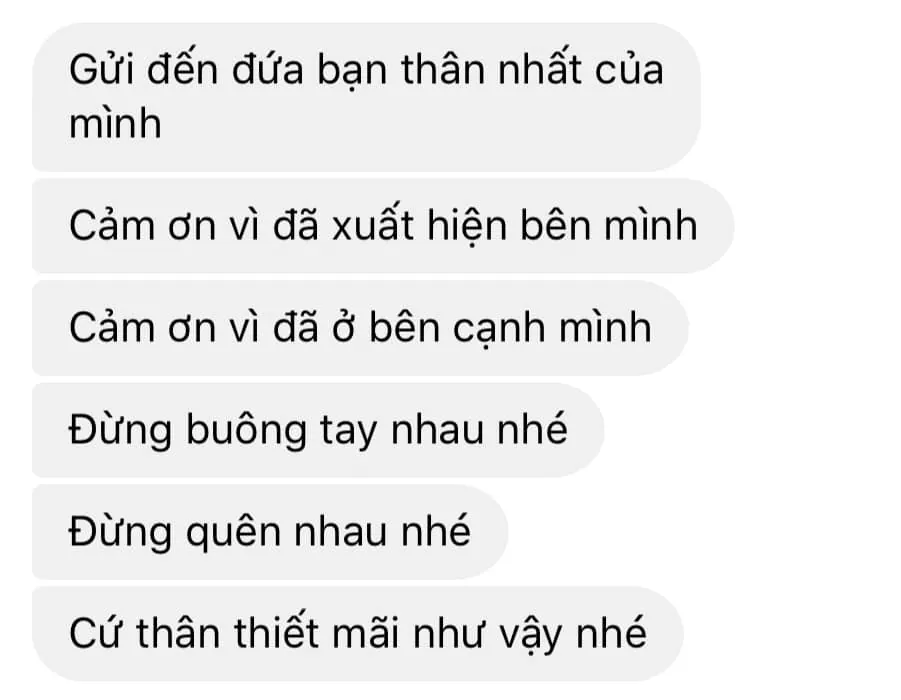 Gửi đến đứa bạn thân nhất của
mình
Cảm ơn vì đã xuất hiện bên mình
Cảm ơn vì đã ở bên cạnh mình
Đừng buông tay nhau nhé
Đừng quên nhau nhé
Cứ thân thiết mãi như vậy nhé